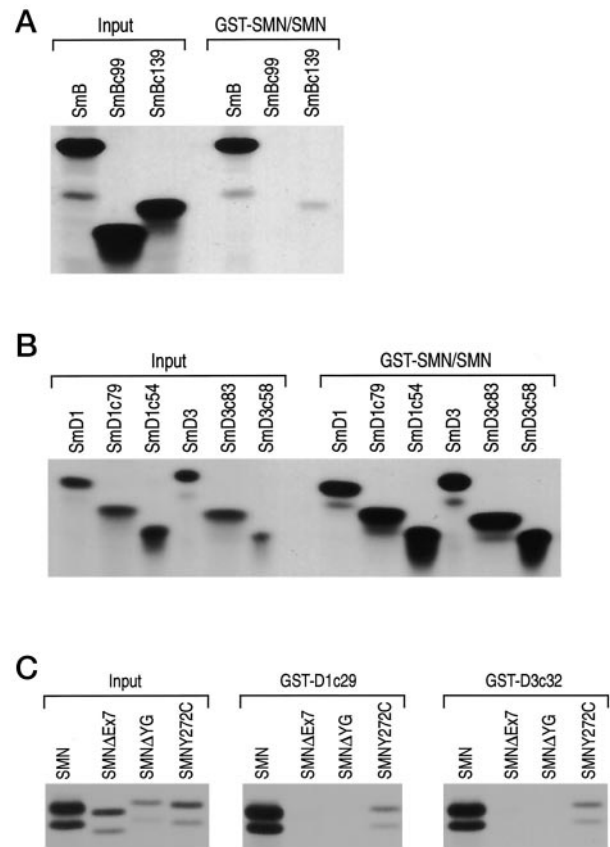 A
Input GST-SMN/SMN
SmB SmBc99 SmBc139 SmB SmBc99 SmBc139
B
Input GST-SMN/SMN
SmD1 SmD1c79 SmD1c54 SmD3 SmD3c83 SmD3c58 SmD1 SmD1c79 SmD1c54 SmD3 SmD3c83 SmD3c58
C
Input GST-D1c29 GST-D3c32
SMN SMNΔEx7 SMNΔYG SMNY272C SMN SMNΔEx7 SMNΔYG SMNY272C SMN SMNΔEx7 SMNΔYG SMNY272C